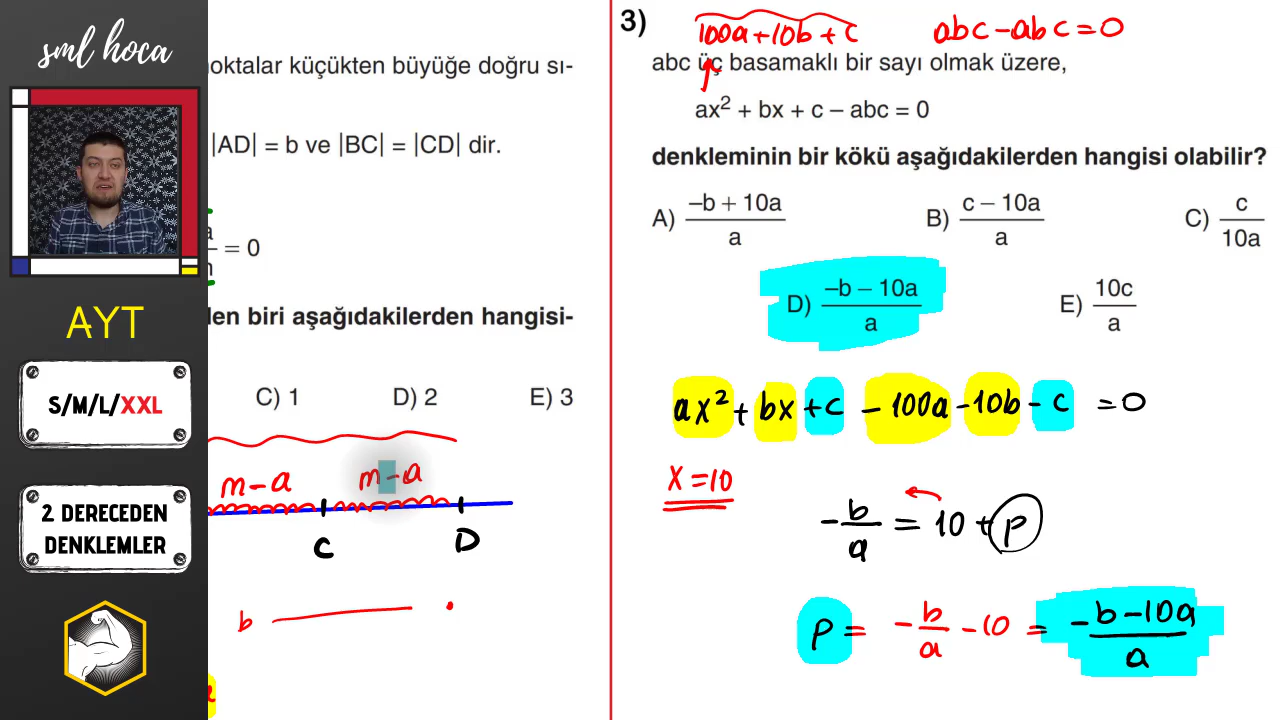 sml hoca
AYT
S/M/L/XXL
2. DERECEDEN
DENKLEMLER
noktalar küçükten büyüğe doğru sı-
|AD| = b ve |BC| = |CD| dir.
= 0
den biri aşağıdakilerden hangisi-
C) 1 D) 2 E) 3
m-a m-a
C D
b
3)
100a+10b+c abc-abc=0
abc üç basamaklı bir sayı olmak üzere,
ax² + bx + c – abc = 0
denkleminin bir kökü aşağıdakilerden hangisi olabilir?
A) (–b + 10a)/a B) (c – 10a)/a C) c/10a
D) (–b – 10a)/a E) 10c/a
ax² + bx + c - 100a - 10b - c = 0
x = 10
-b/a = 10 + p
p = -b/a - 10 = (-b-10a)/a